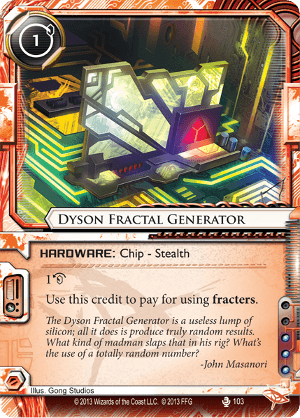 1
DYSON FRACTAL GENERATOR
HARDWARE: Chip - Stealth
1
Use this credit to pay for using fracters.
The Dyson Fractal Generator is a useless lump of
silicon; all it does is produce truly random results.
What kind of madman slaps that in his rig? What's
the use of a totally random number?
-John Masanori
Illus. Gong Studios
© 2013 Wizards of the Coast LLC. © 2013 FFG
103